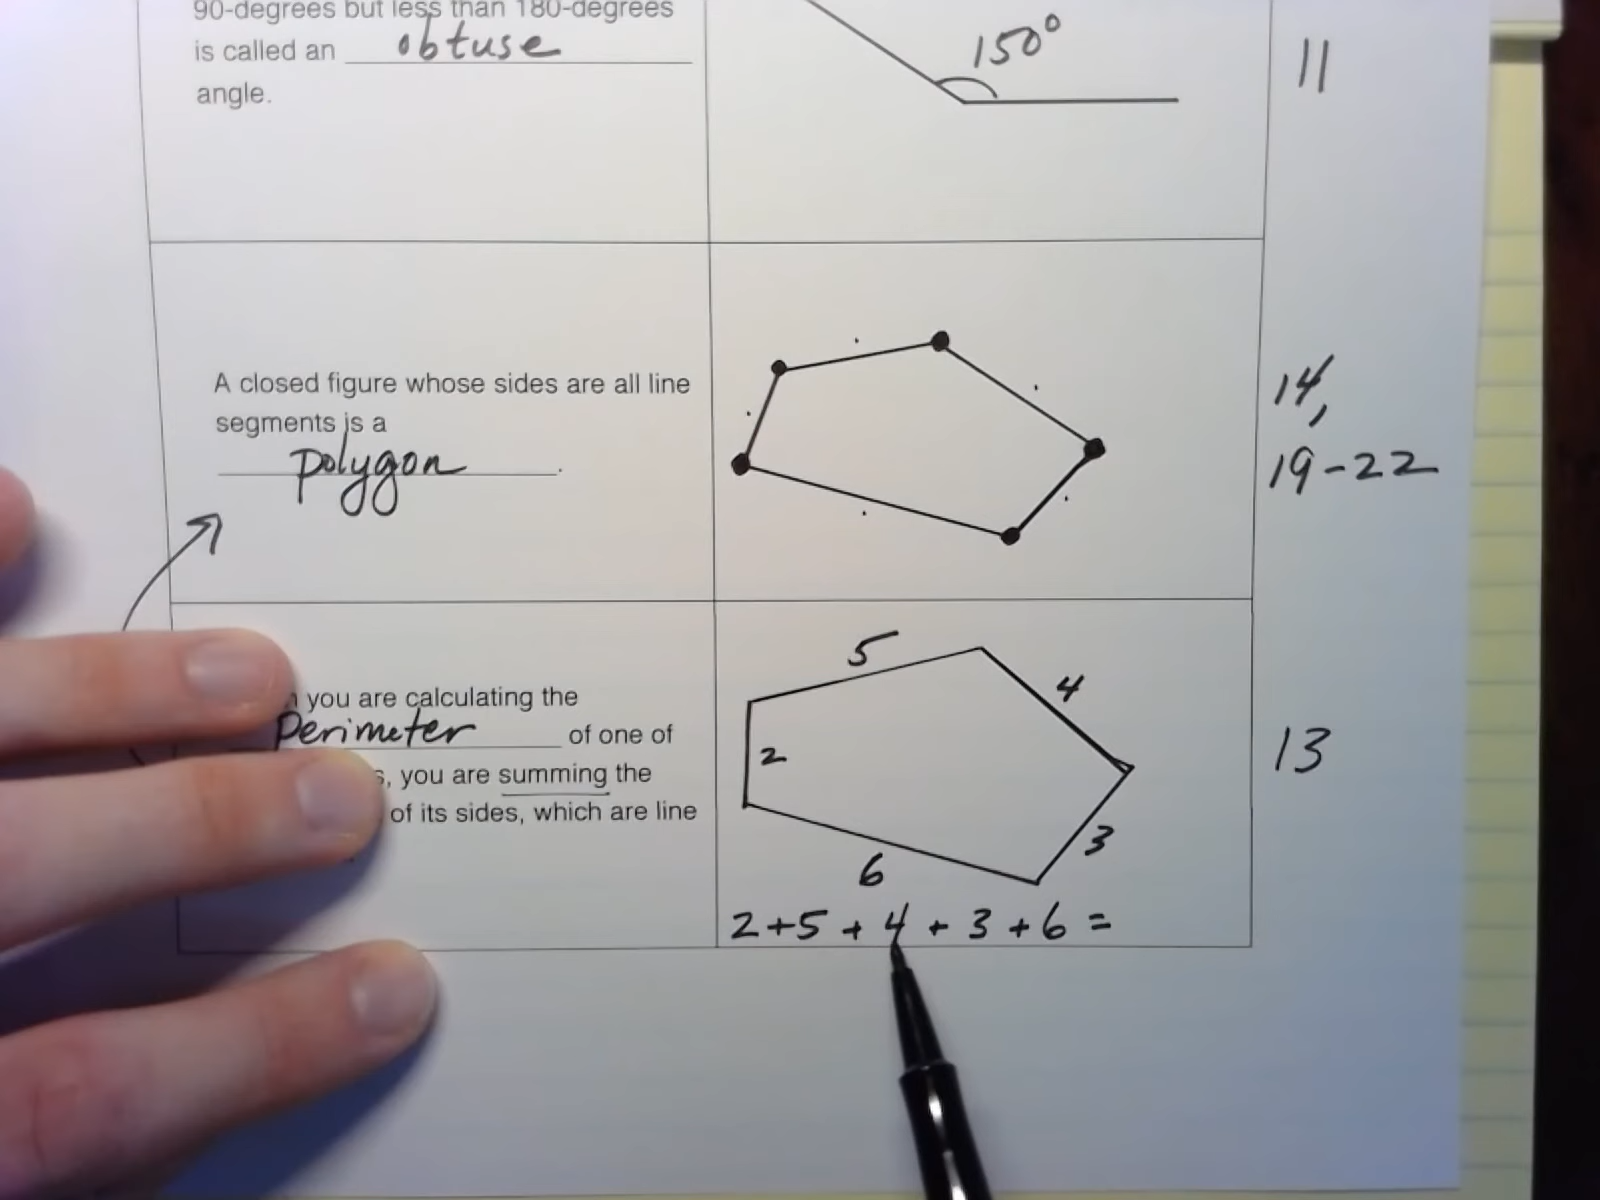 90-degrees but less than 180-degrees
is called an obtuse
angle.
150°
11
A closed figure whose sides are all line
segments is a
polygon.
14,
19-22
you are calculating the
Perimeter of one of
, you are summing the
of its sides, which are line
5
4
2
3
6
2+5+4+3+6=
13